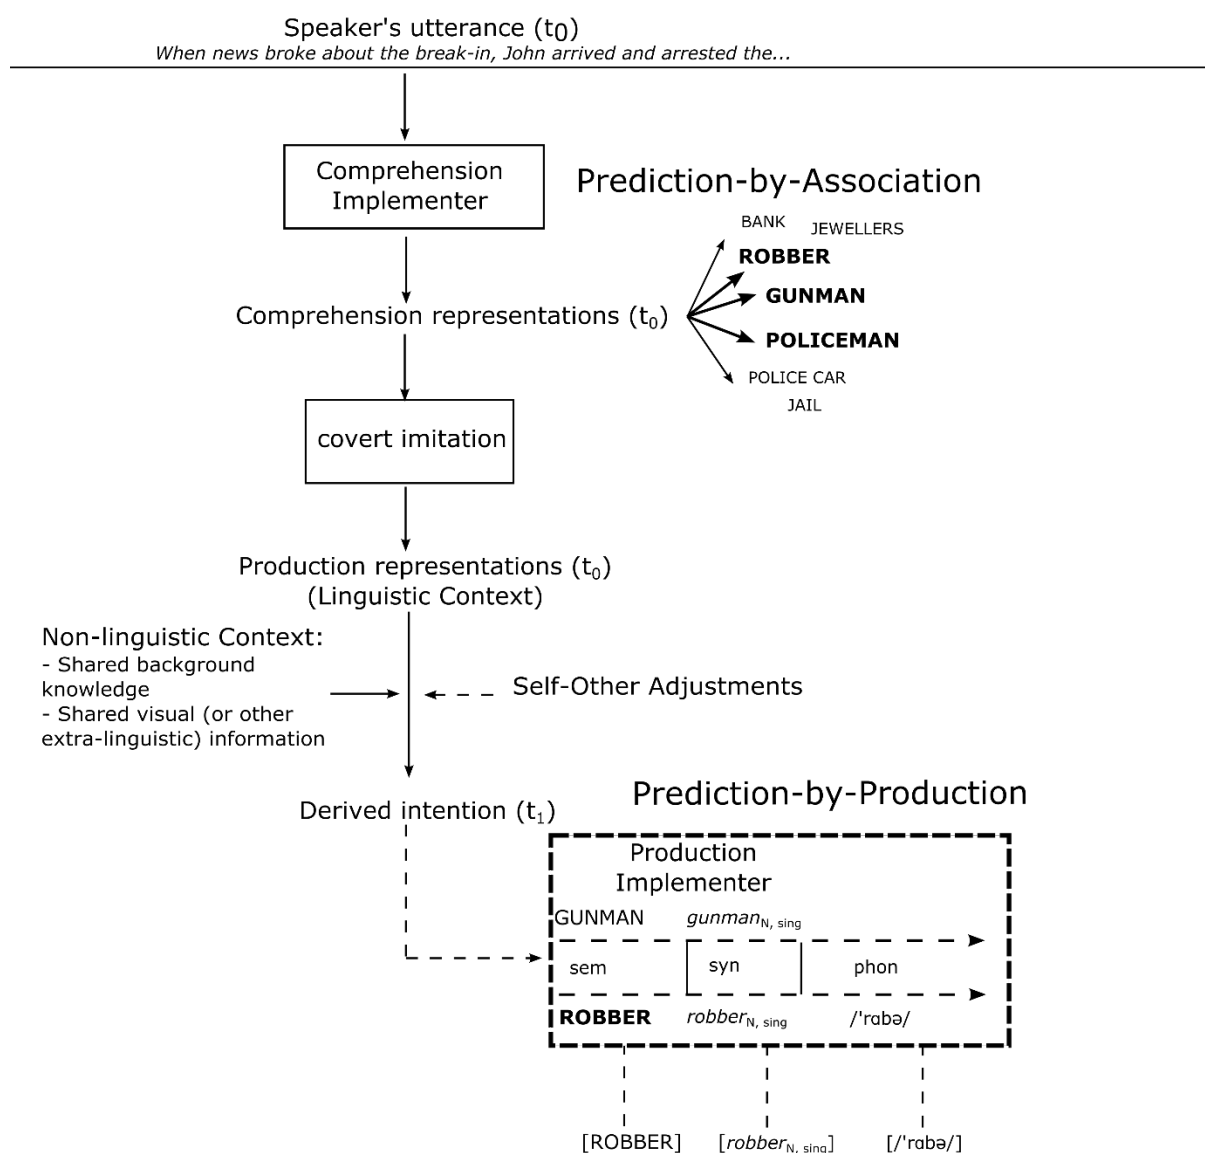 Speaker's utterance (t0)
When news broke about the break-in, John arrived and arrested the...
Comprehension
Implementer
Prediction-by-Association
BANK
JEWELLERS
ROBBER
GUNMAN
POLICEMAN
POLICE CAR
JAIL
Comprehension representations (t0)
covert imitation
Production representations (t0)
(Linguistic Context)
Non-linguistic Context:
- Shared background
knowledge
- Shared visual (or other
extra-linguistic) information
Self-Other Adjustments
Derived intention (t1)
Prediction-by-Production
Production
Implementer
GUNMAN gunmanN, sing
sem syn phon
ROBBER robberN, sing /'rɑbə/
[ROBBER] [robberN, sing] [/'rɑbə/]